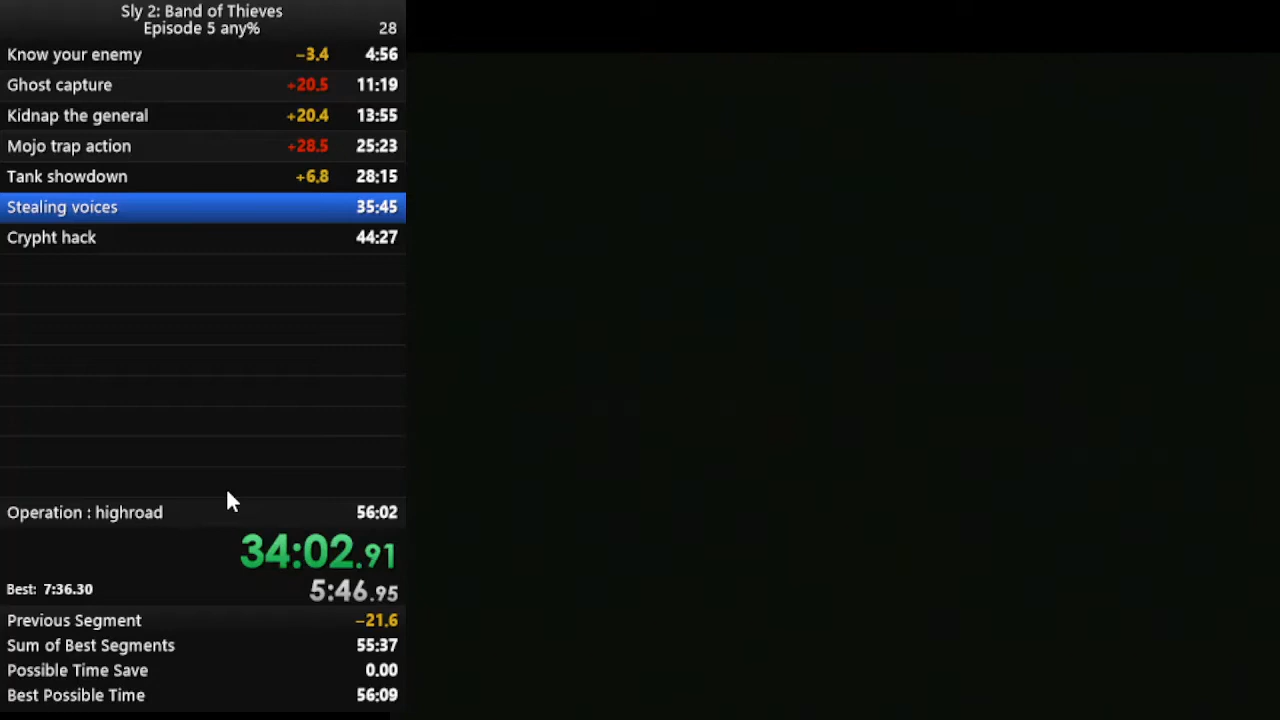 Sly 2: Band of Thieves
Episode 5 any% 28
Know your enemy −3.4 4:56
Ghost capture +20.5 11:19
Kidnap the general +20.4 13:55
Mojo trap action +28.5 25:23
Tank showdown +6.8 28:15
Stealing voices 35:45
Crypht hack 44:27
Operation : highroad 56:02
34:02.91
Best: 7:36.30 5:46.95
Previous Segment −21.6
Sum of Best Segments 55:37
Possible Time Save 0.00
Best Possible Time 56:09